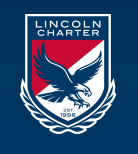 LINCOLN
CHARTER
EST.
1998